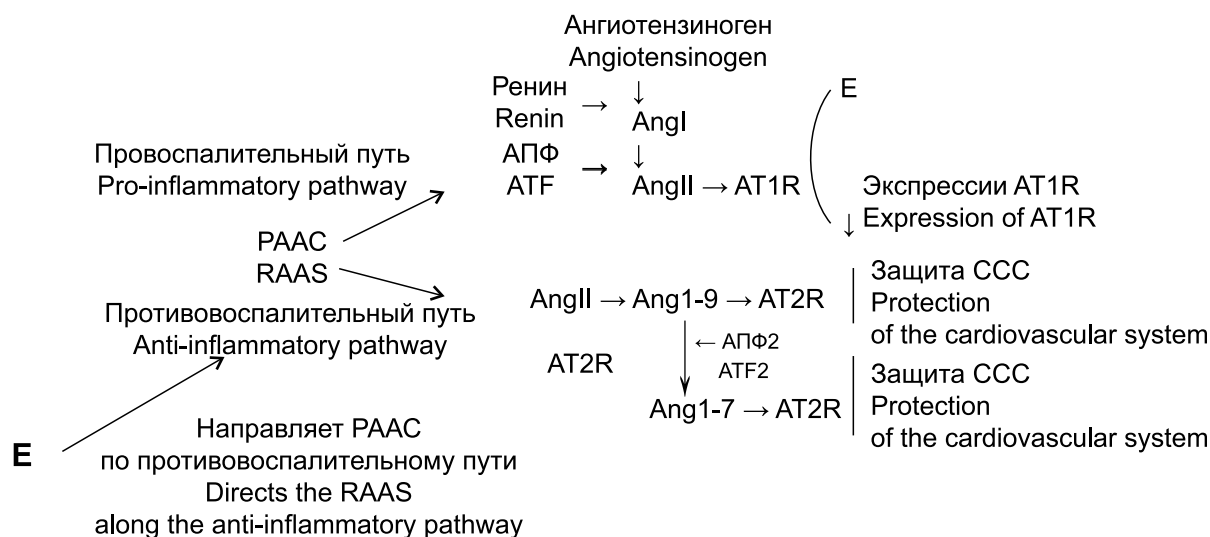 Ангиотензиноген
Angiotensinogen
Ренин
Renin
→
↓
AngI
E
АПФ
ATF
→
↓
AngII → AT1R
Провоспалительный путь
Pro-inflammatory pathway
↓ Экспрессии AT1R
Expression of AT1R
РААС
RAAS
Противовоспалительный путь
Anti-inflammatory pathway
AngII → Ang1-9 → AT2R
Защита ССС
Protection
of the cardiovascular system
AT2R
← АПФ2
ATF2
Ang1-7 → AT2R
Защита ССС
Protection
of the cardiovascular system
E
Направляет РААС
по противовоспалительному пути
Directs the RAAS
along the anti-inflammatory pathway